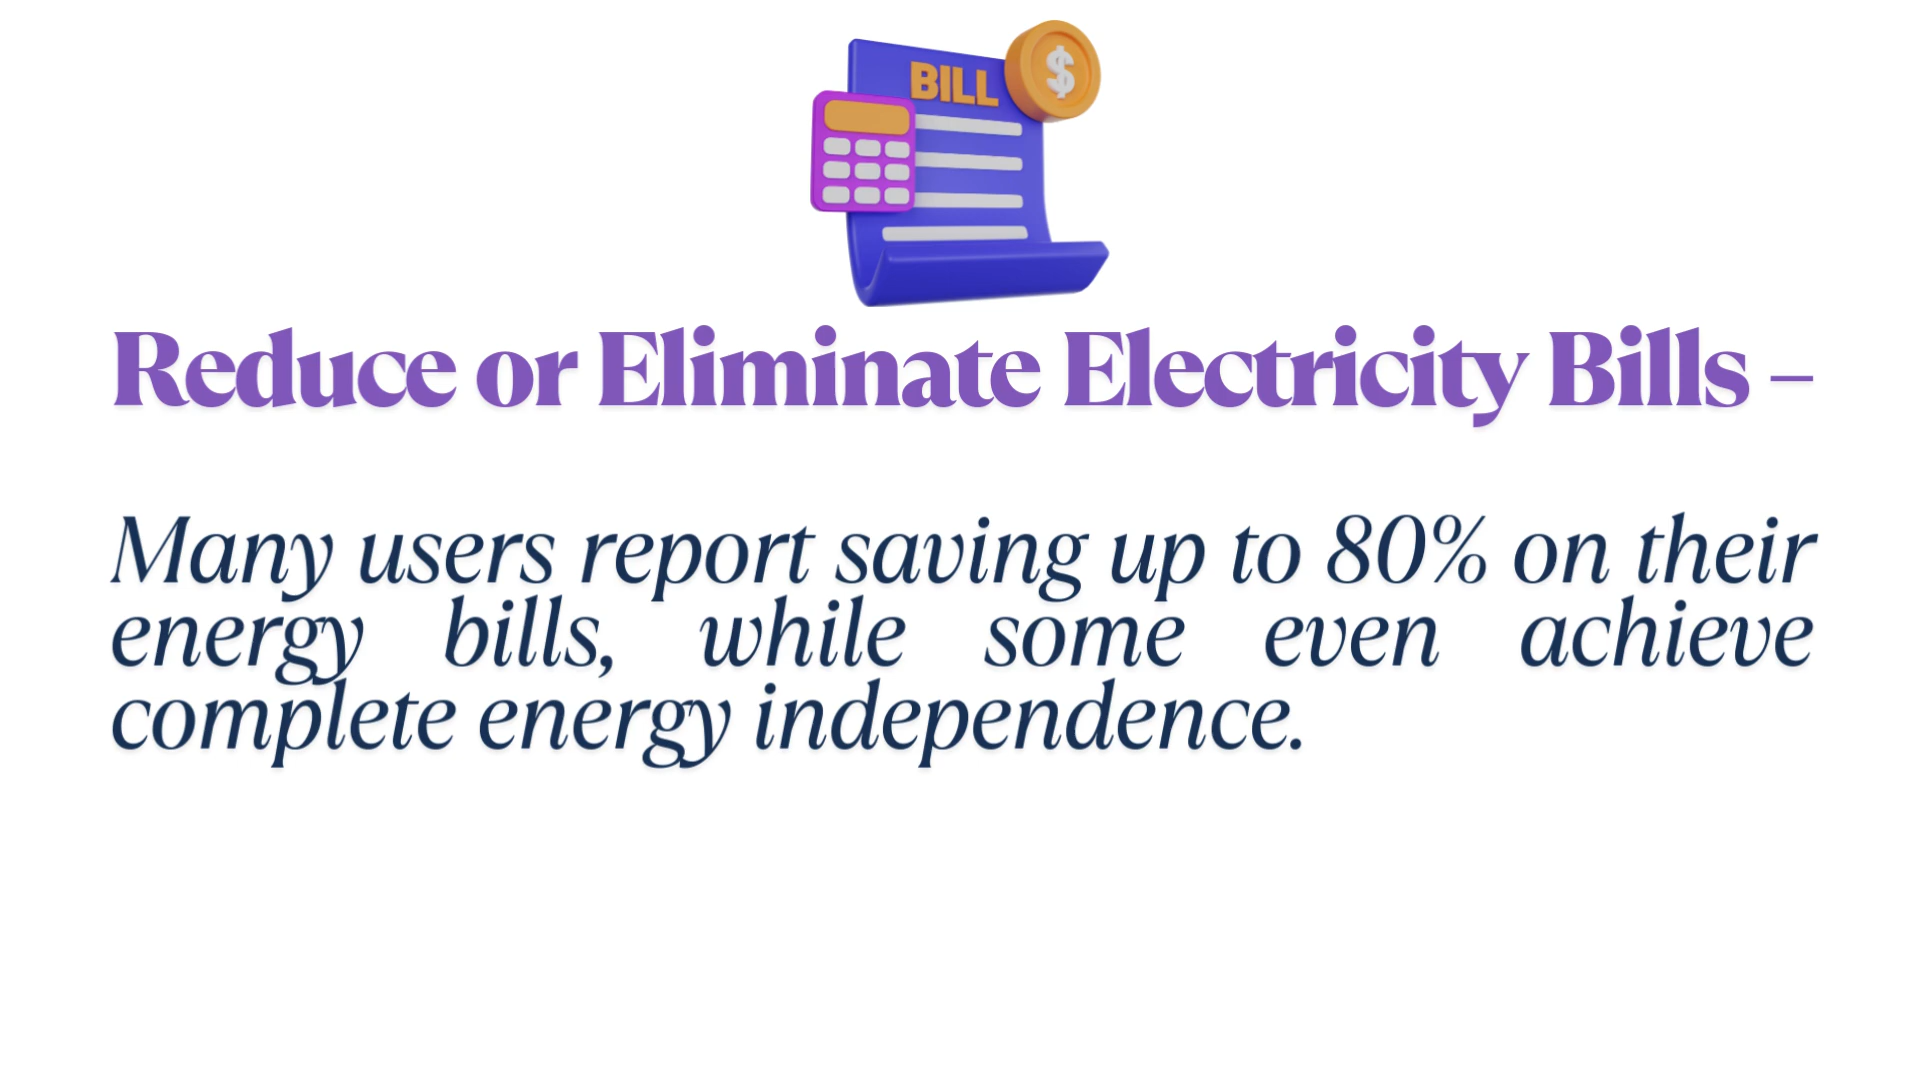 BILL
$
Reduce or Eliminate Electricity Bills –
Many users report saving up to 80% on their
energy bills, while some even achieve
complete energy independence.